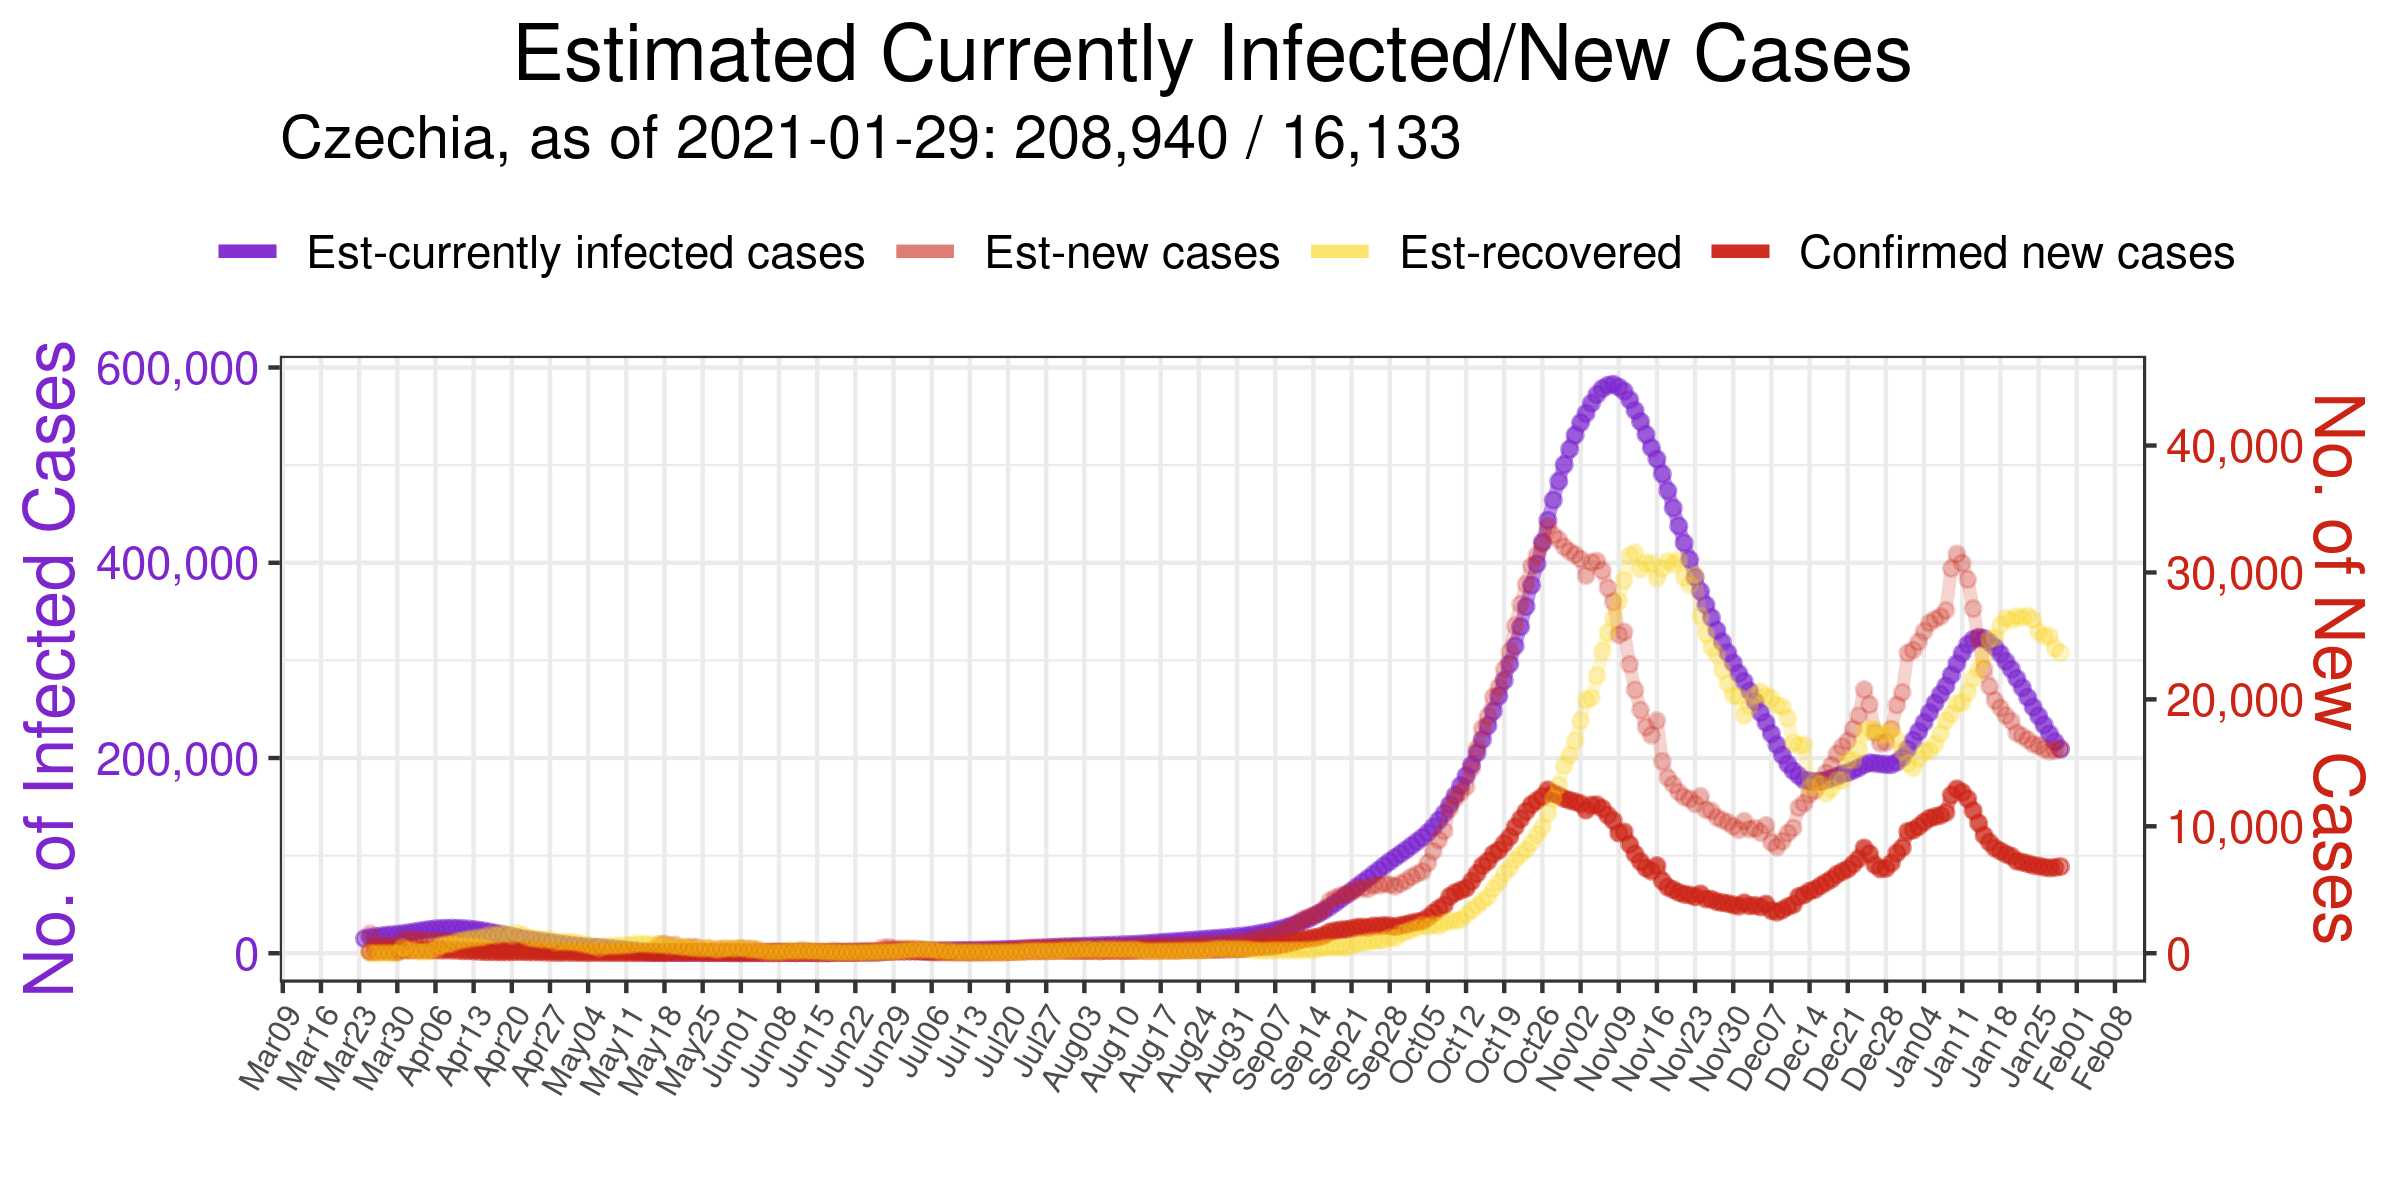 Estimated Currently Infected/New Cases
Czechia, as of 2021-01-29: 208,940 / 16,133
Est-currently infected cases Est-new cases Est-recovered Confirmed new cases
No. of Infected Cases
600,000
400,000
200,000
0
40,000
30,000
20,000
10,000
0
No. of New Cases
Mar09 Mar16 Mar23 Mar30 Apr06 Apr13 Apr20 Apr27 May04 May11 May18 May25 Jun01 Jun08 Jun15 Jun22 Jun29 Jul06 Jul13 Jul20 Jul27 Aug03 Aug10 Aug17 Aug24 Aug31 Sep07 Sep14 Sep21 Sep28 Oct05 Oct12 Oct19 Oct26 Nov02 Nov09 Nov16 Nov23 Nov30 Dec07 Dec14 Dec21 Dec28 Jan04 Jan11 Jan18 Jan25 Feb01 Feb08